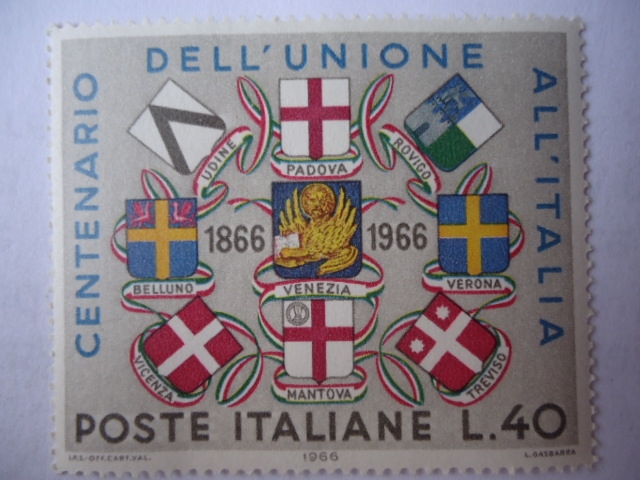 CENTENARIO DELL'UNIONE ALL'ITALIA
UDINE
PADOVA
ROVIGO
1866 1966
BELLUNO
VENEZIA
VERONA
VICENZA
MANTOVA
TREVISO
POSTE ITALIANE L.40
I.P.S.-OFF.CART.VAL. 1966 L. GASBARRA